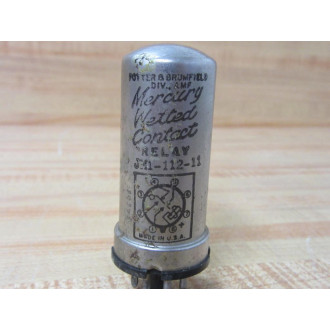 POTTER & BRUMFIELD
DIV., AMF
Mercury
Wetted
Contact
RELAY
JM1-112-11
MADE IN U.S.A.